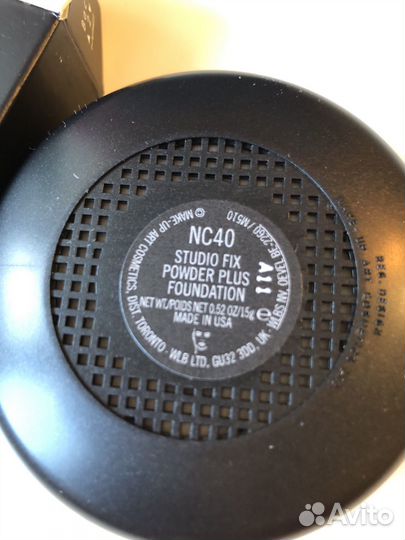 NC40
STUDIO FIX
POWDER PLUS
FOUNDATION
NET WT./POIDS NET 0.52 OZ/15g
MADE IN USA
A11
© MAKE-UP ART COSMETICS, DIST. TORONTO - WLB LTD. GU32 3DD, UK
Avito